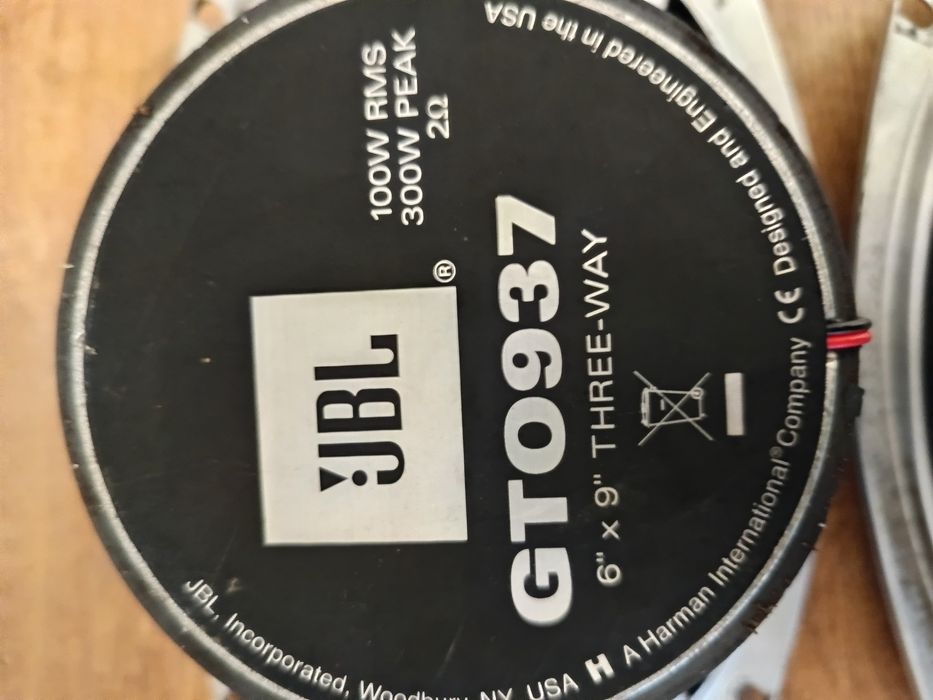 100W RMS
300W PEAK
2Ω
JBL®
GTO937
6" x 9" THREE-WAY
JBL, Incorporated, Woodbury, NY, USA H A Harman International® Company CE Designed and Engineered in the USA